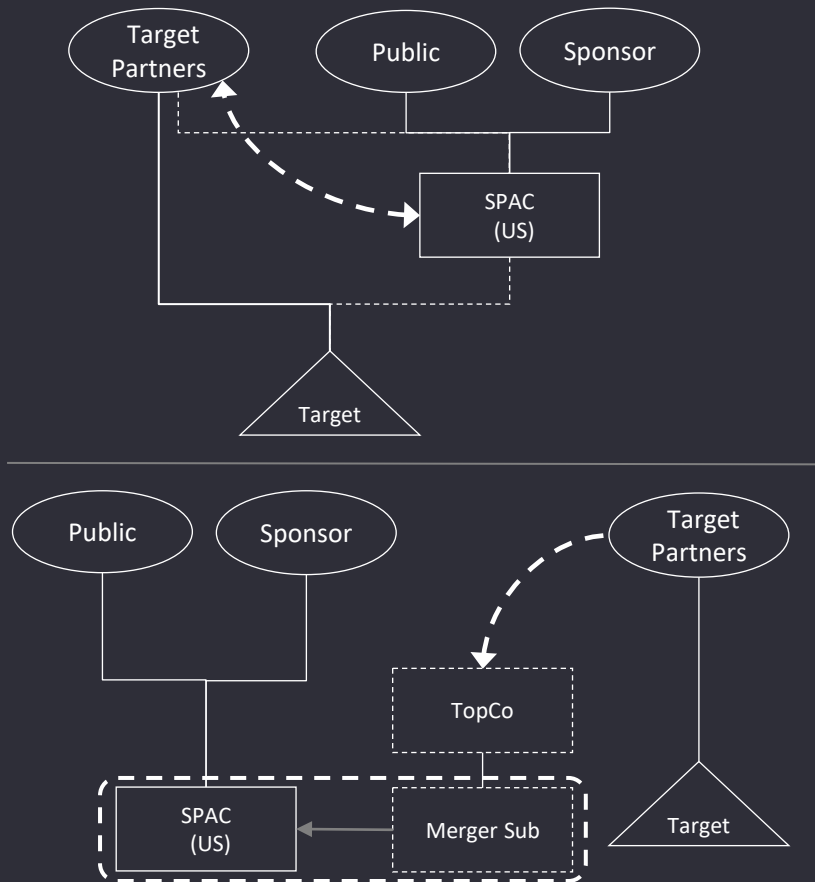 Target
Partners
Public
Sponsor
SPAC
(US)
Target
Public
Sponsor
Target
Partners
TopCo
SPAC
(US)
Merger Sub
Target